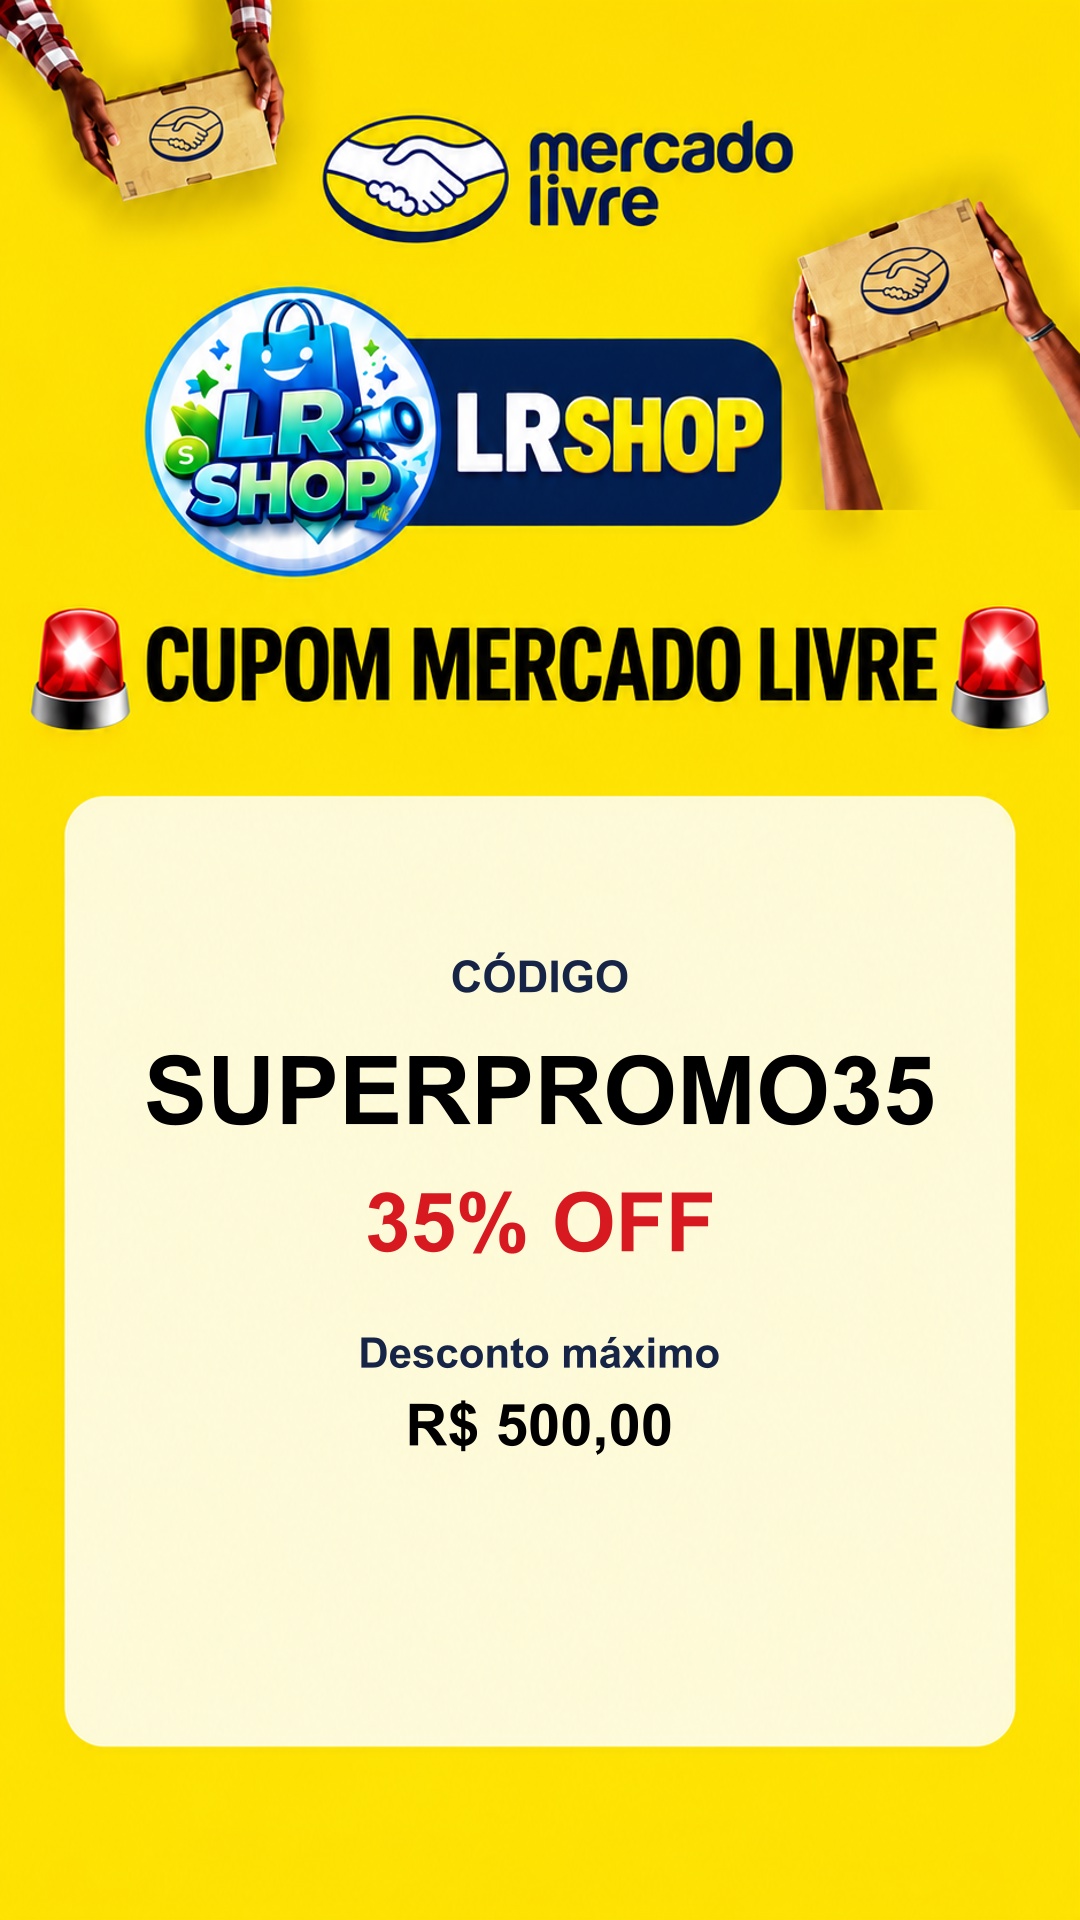 mercado
livre
LR
SHOP
S
LRSHOP
CUPOM MERCADO LIVRE
CÓDIGO
SUPERPROMO35
35% OFF
Desconto máximo
R$ 500,00